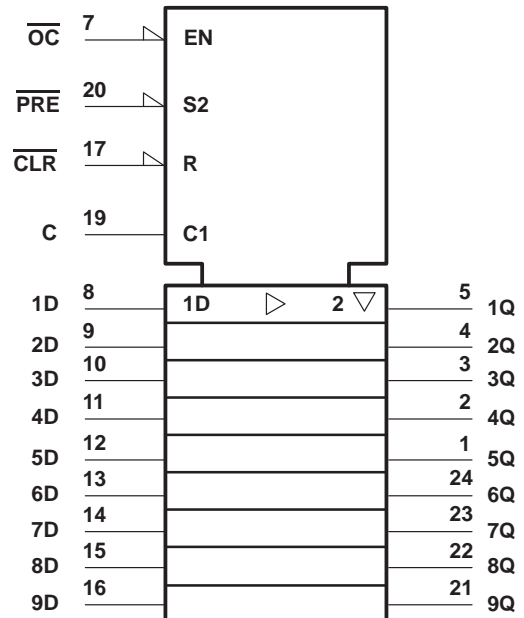 OC 7 EN
PRE 20 S2
CLR 17 R
C 19 C1
1D 8 1D 2 5 1Q
2D 9 4 2Q
3D 10 3 3Q
4D 11 2 4Q
5D 12 1 5Q
6D 13 24 6Q
7D 14 23 7Q
8D 15 22 8Q
9D 16 21 9Q